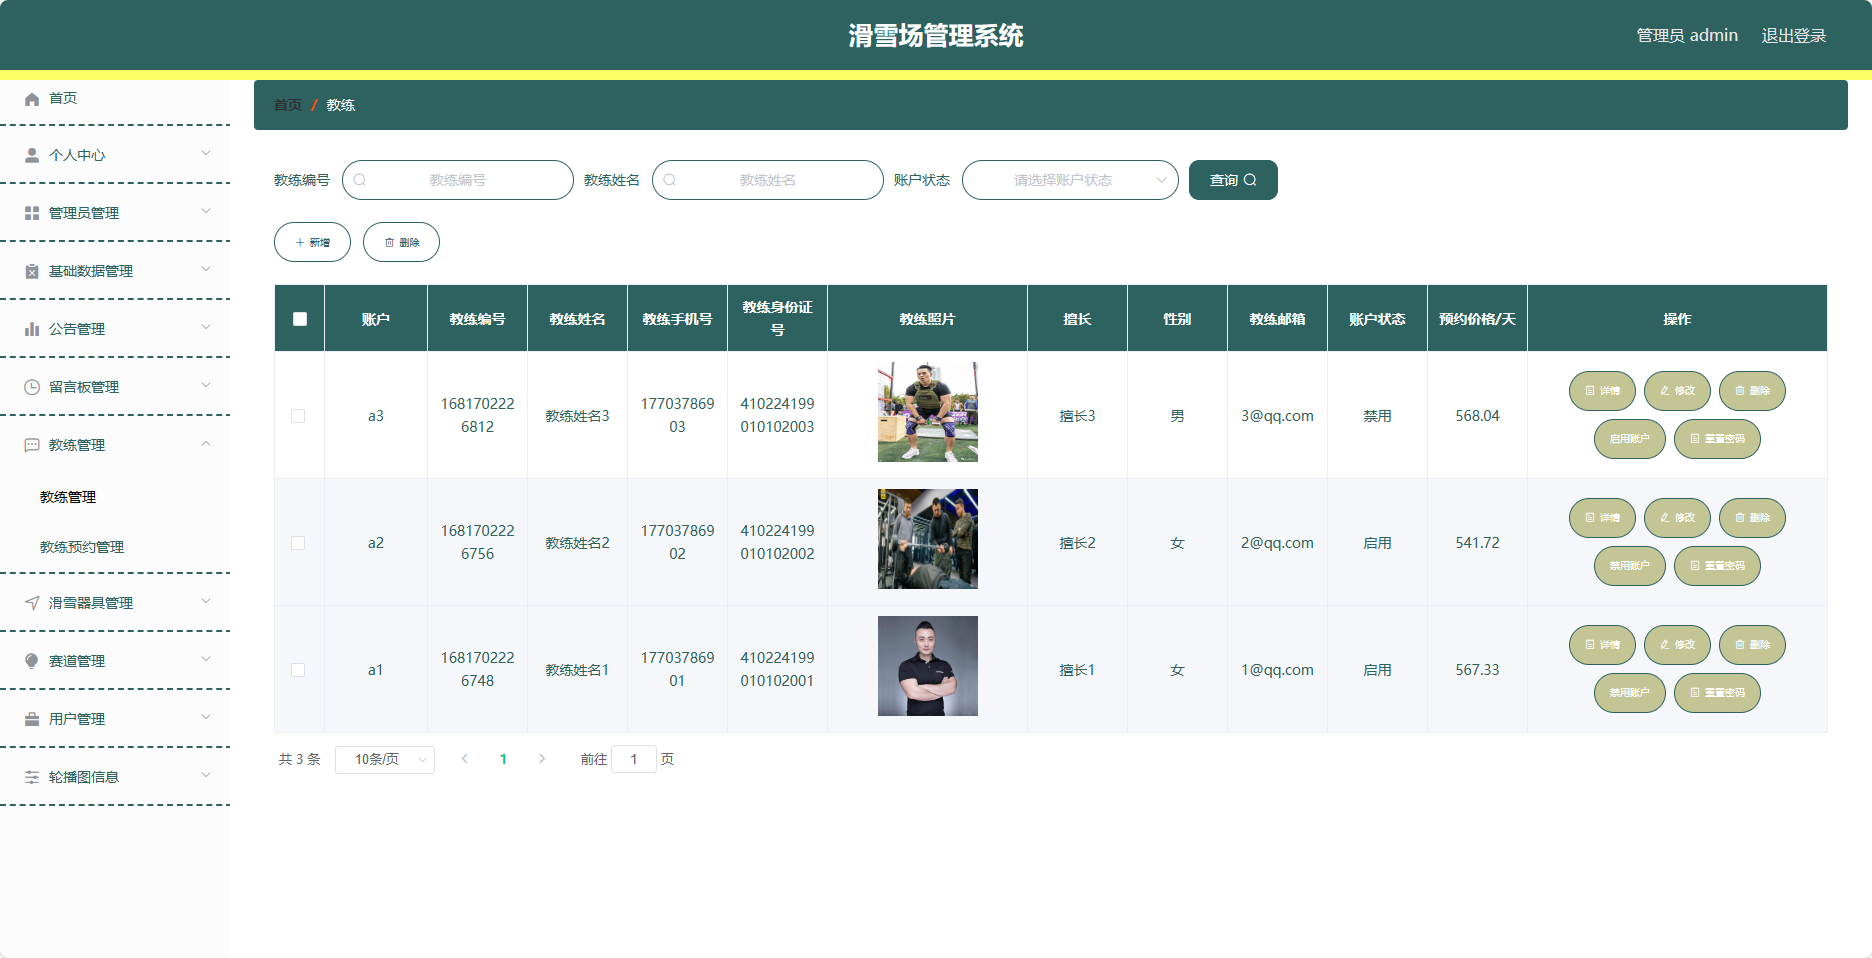 滑雪场管理系统
管理员 admin
退出登录
首页
个人中心
管理员管理
基础数据管理
公告管理
留言板管理
教练管理
教练管理
教练预约管理
滑雪器具管理
赛道管理
用户管理
轮播图信息
首页 / 教练
教练编号 教练编号 教练姓名 教练姓名 账户状态 请选择账户状态 查询
新增 删除
账户 教练编号 教练姓名 教练手机号 教练身份证号 教练照片 擅长 性别 教练邮箱 账户状态 预约价格/天 操作
a3 1681702226812 教练姓名3 17703786903 410224199010102003 擅长3 男 3@qq.com 禁用 568.04 详情 修改 删除
启用账户 重置密码
a2 1681702226756 教练姓名2 17703786902 410224199010102002 擅长2 女 2@qq.com 启用 541.72 详情 修改 删除
禁用账户 重置密码
a1 1681702226748 教练姓名1 17703786901 410224199010102001 擅长1 女 1@qq.com 启用 567.33 详情 修改 删除
禁用账户 重置密码
共 3 条 10条/页 1 前往 1 页